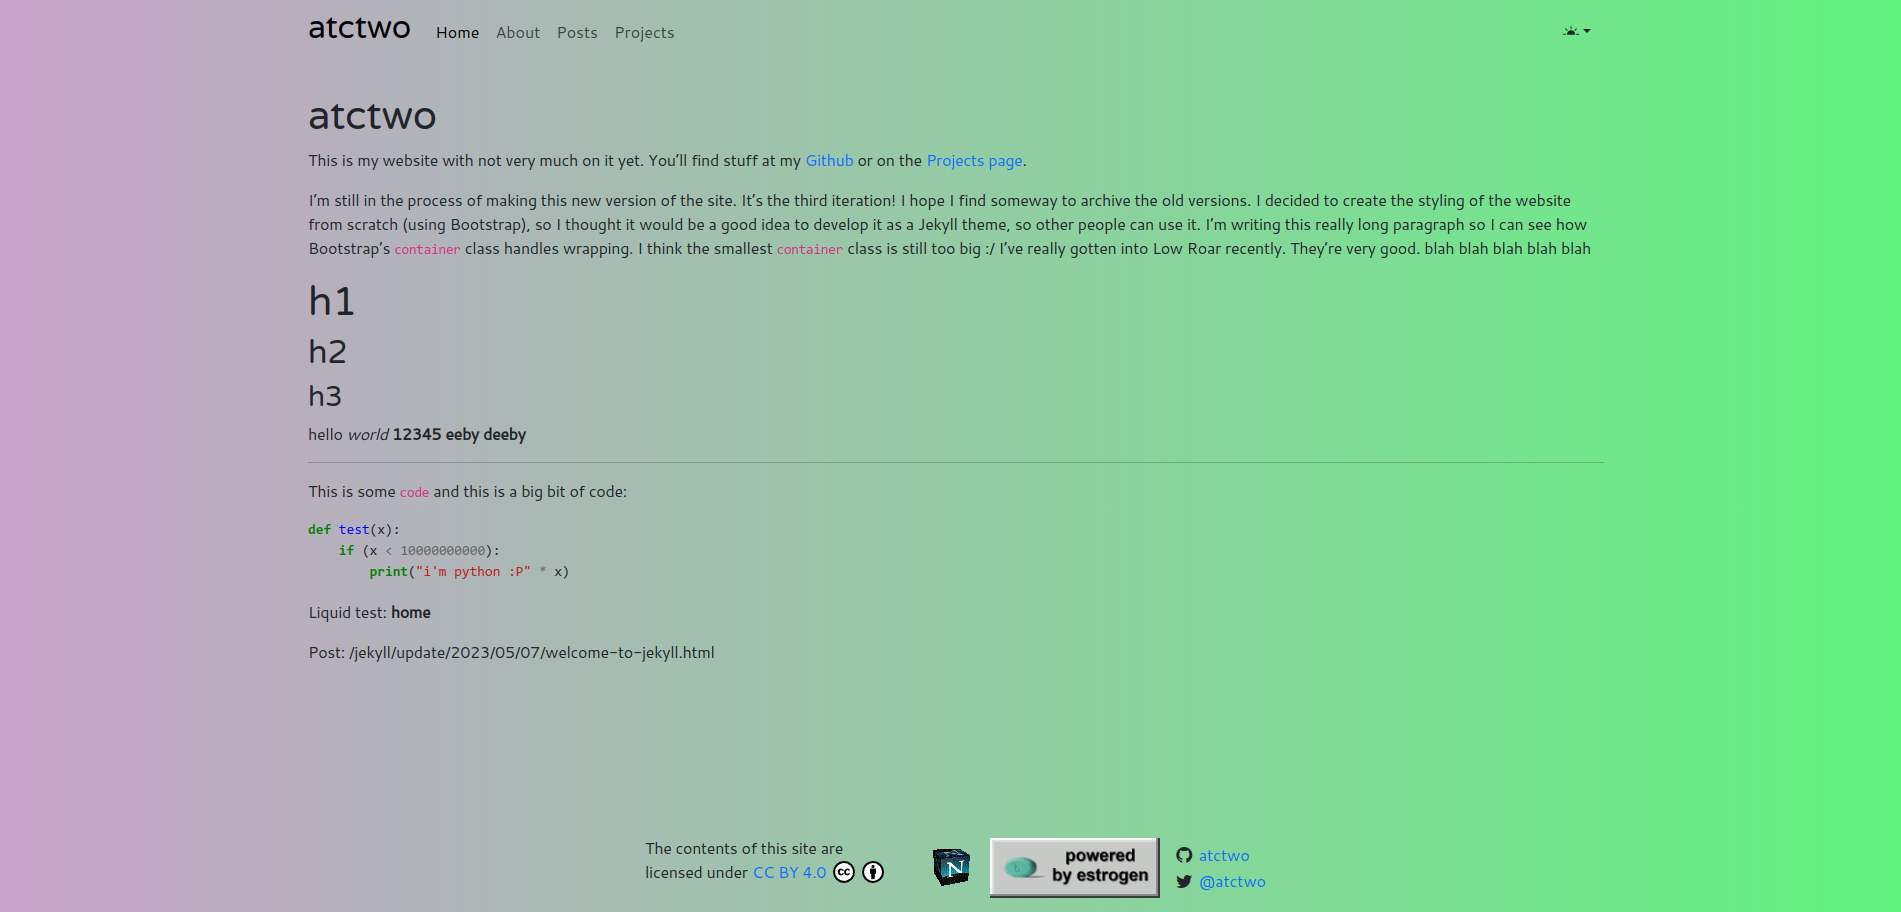 atctwo Home About Posts Projects
atctwo
This is my website with not very much on it yet. You'll find stuff at my Github or on the Projects page.
I'm still in the process of making this new version of the site. It's the third iteration! I hope I find someway to archive the old versions. I decided to create the styling of the website
from scratch (using Bootstrap), so I thought it would be a good idea to develop it as a Jekyll theme, so other people can use it. I'm writing this really long paragraph so I can see how
Bootstrap's container class handles wrapping. I think the smallest container class is still too big :/ I've really gotten into Low Roar recently. They're very good. blah blah blah blah blah
h1
h2
h3
hello world 12345 eeby deeby
This is some code and this is a big bit of code:
def test(x):
    if (x < 10000000000):
        print("i'm python :P" * x)
Liquid test: home
Post: /jekyll/update/2023/05/07/welcome-to-jekyll.html
The contents of this site are
licensed under CC BY 4.0 cc
N
powered
by estrogen
atctwo
@atctwo